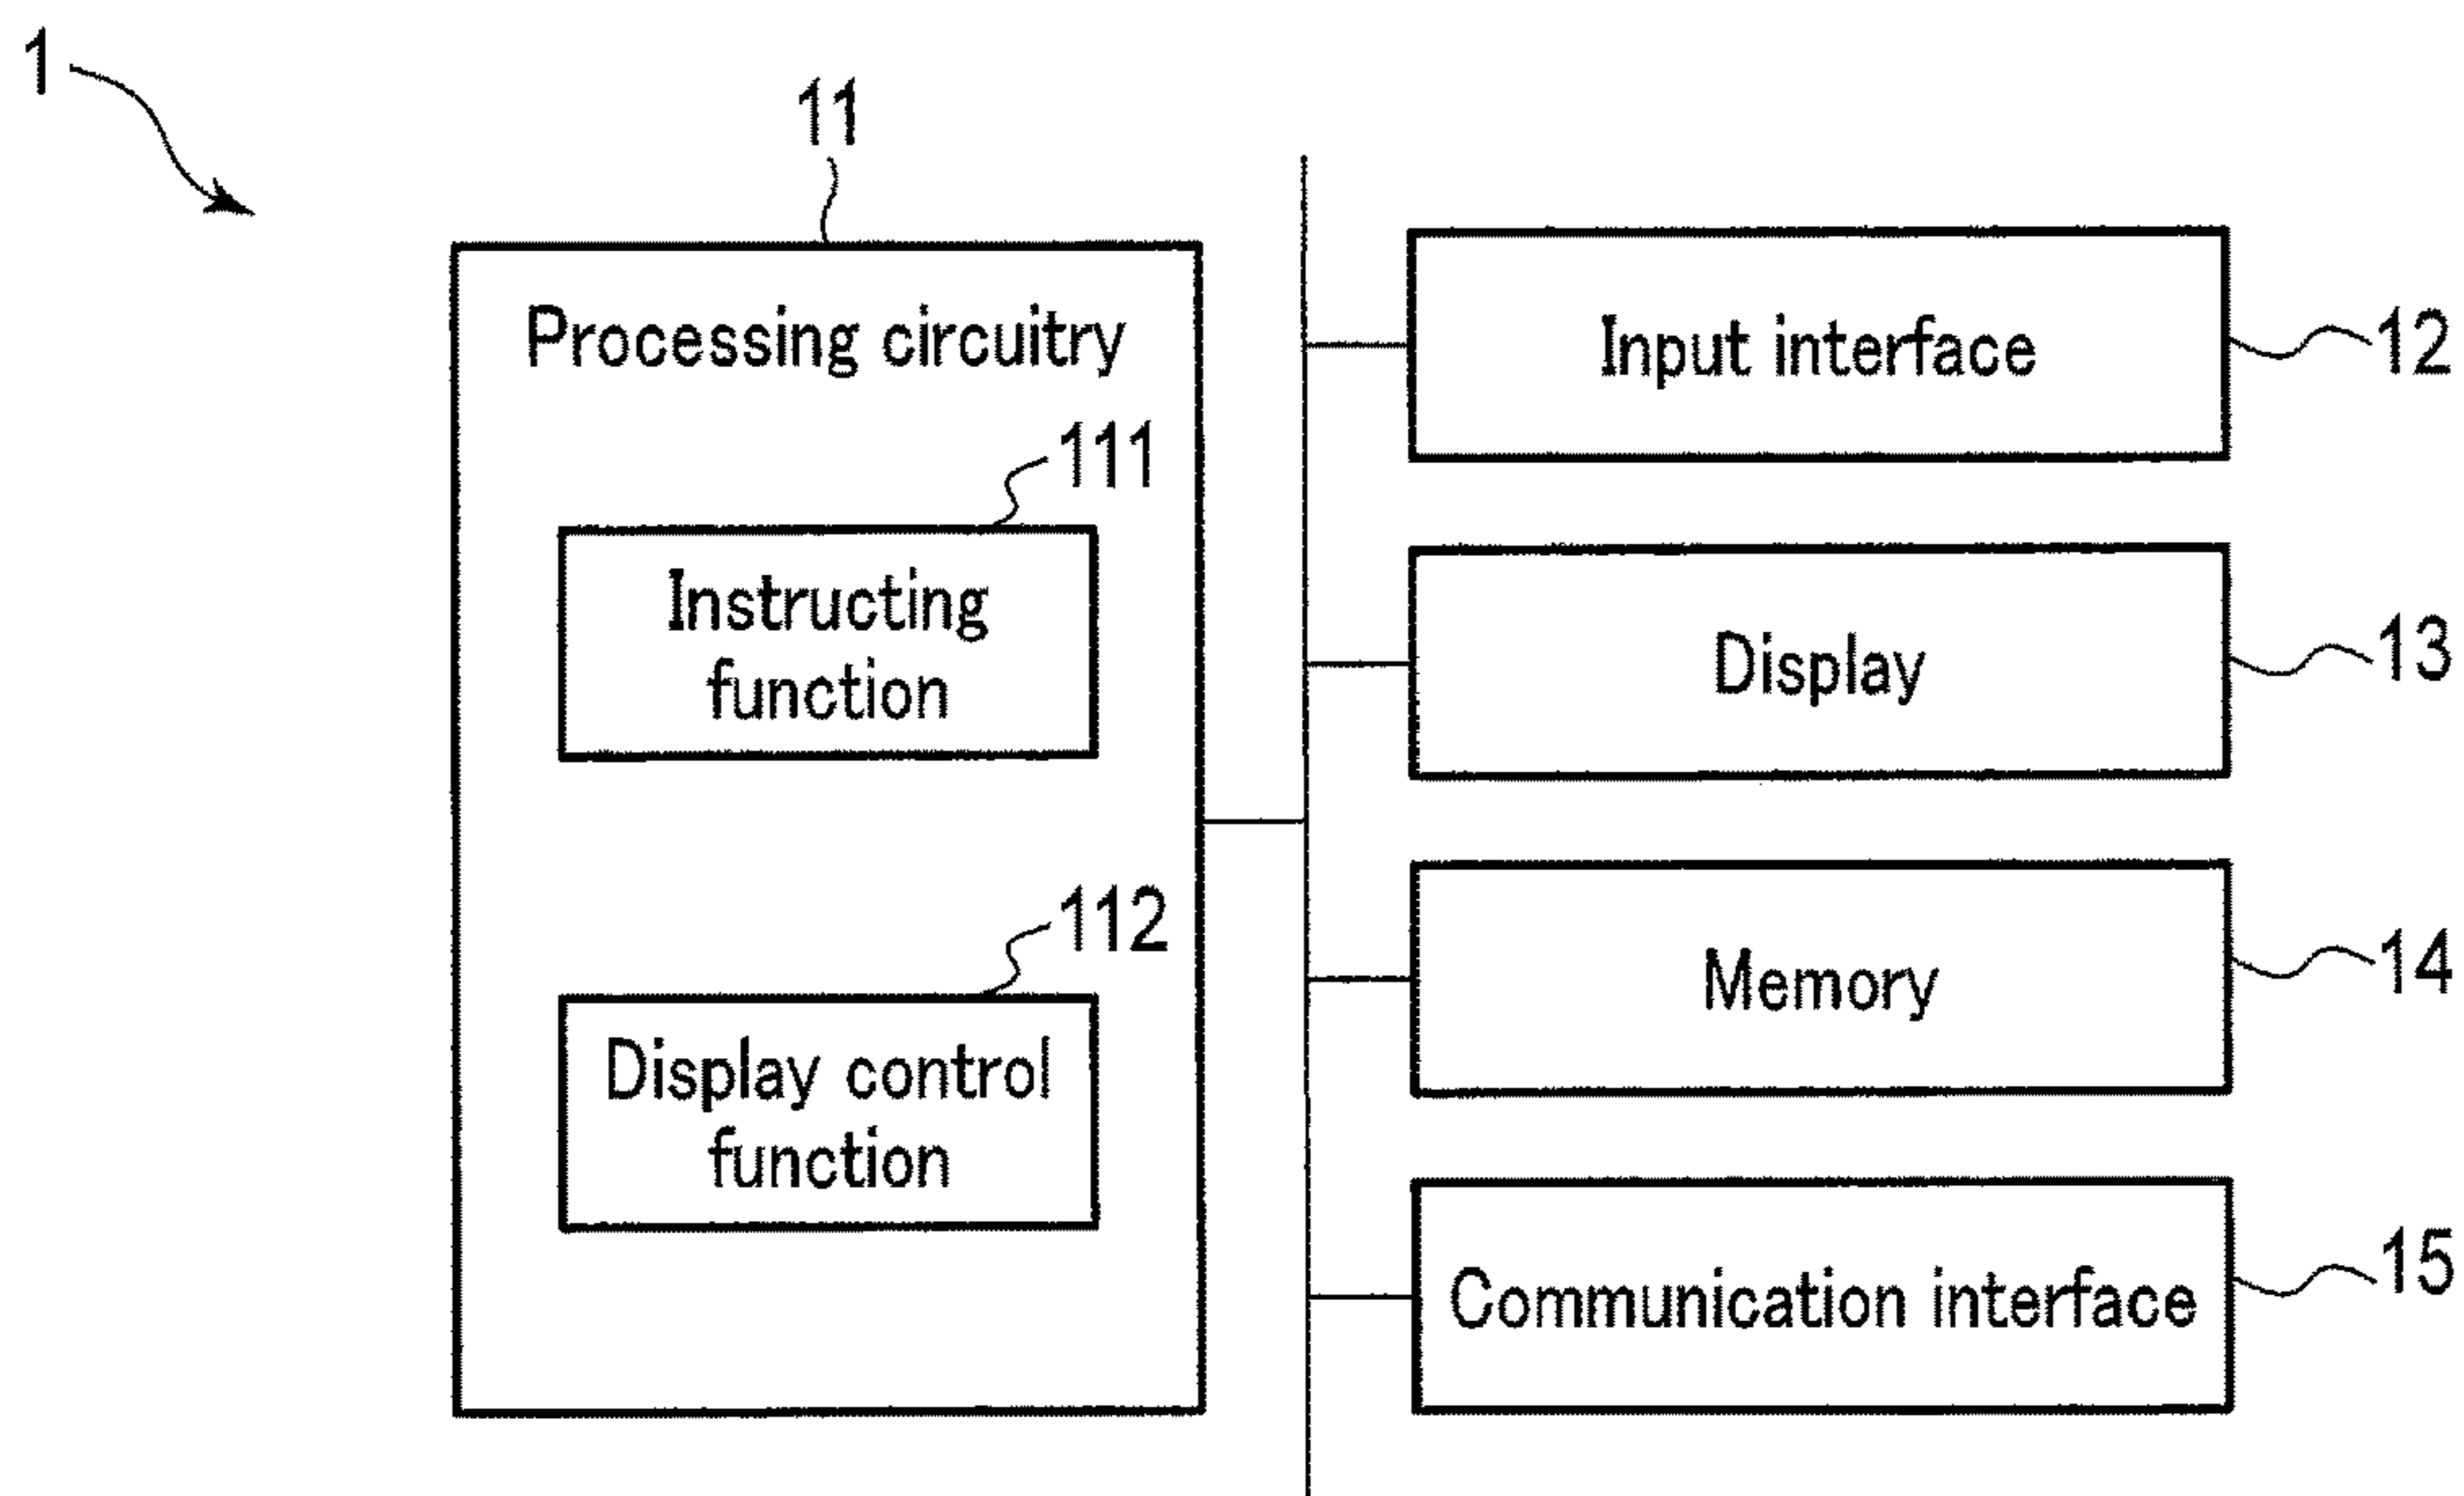 1
11
Processing circuitry
111
Instructing
function
112
Display control
function
Input interface
12
Display
13
Memory
14
Communication interface
15